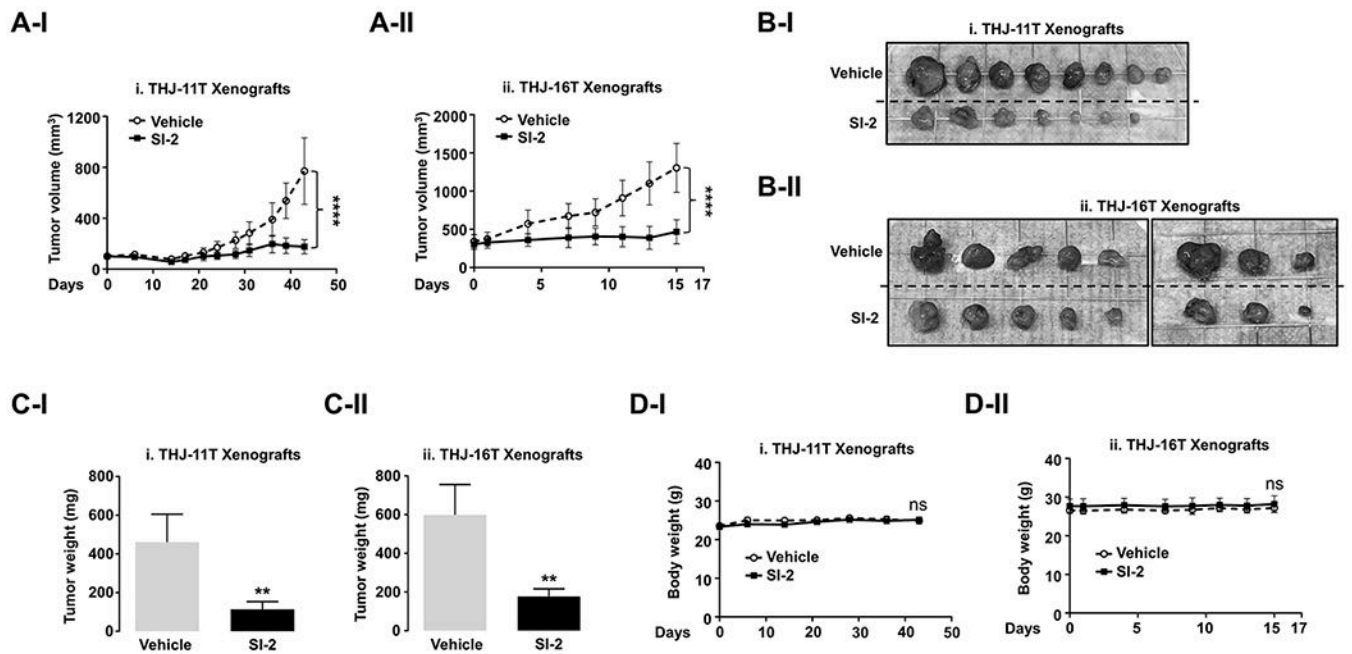 A-I
i. THJ-11T Xenografts
Tumor volume (mm³)
1200
800
400
0
Vehicle
SI-2
****
Days
0
10
20
30
40
50
A-II
ii. THJ-16T Xenografts
Tumor volume (mm³)
2000
1500
1000
500
0
Vehicle
SI-2
****
Days
0
5
10
15
17
B-I
i. THJ-11T Xenografts
Vehicle
SI-2
B-II
ii. THJ-16T Xenografts
Vehicle
SI-2
C-I
i. THJ-11T Xenografts
Tumor weight (mg)
800
600
400
200
0
**
Vehicle
SI-2
C-II
ii. THJ-16T Xenografts
Tumor weight (mg)
800
600
400
200
0
**
Vehicle
SI-2
D-I
i. THJ-11T Xenografts
Body weight (g)
40
30
20
10
0
ns
Vehicle
SI-2
Days
0
10
20
30
40
50
D-II
ii. THJ-16T Xenografts
Body weight (g)
40
30
20
10
0
ns
Vehicle
SI-2
Days
0
5
10
15
17